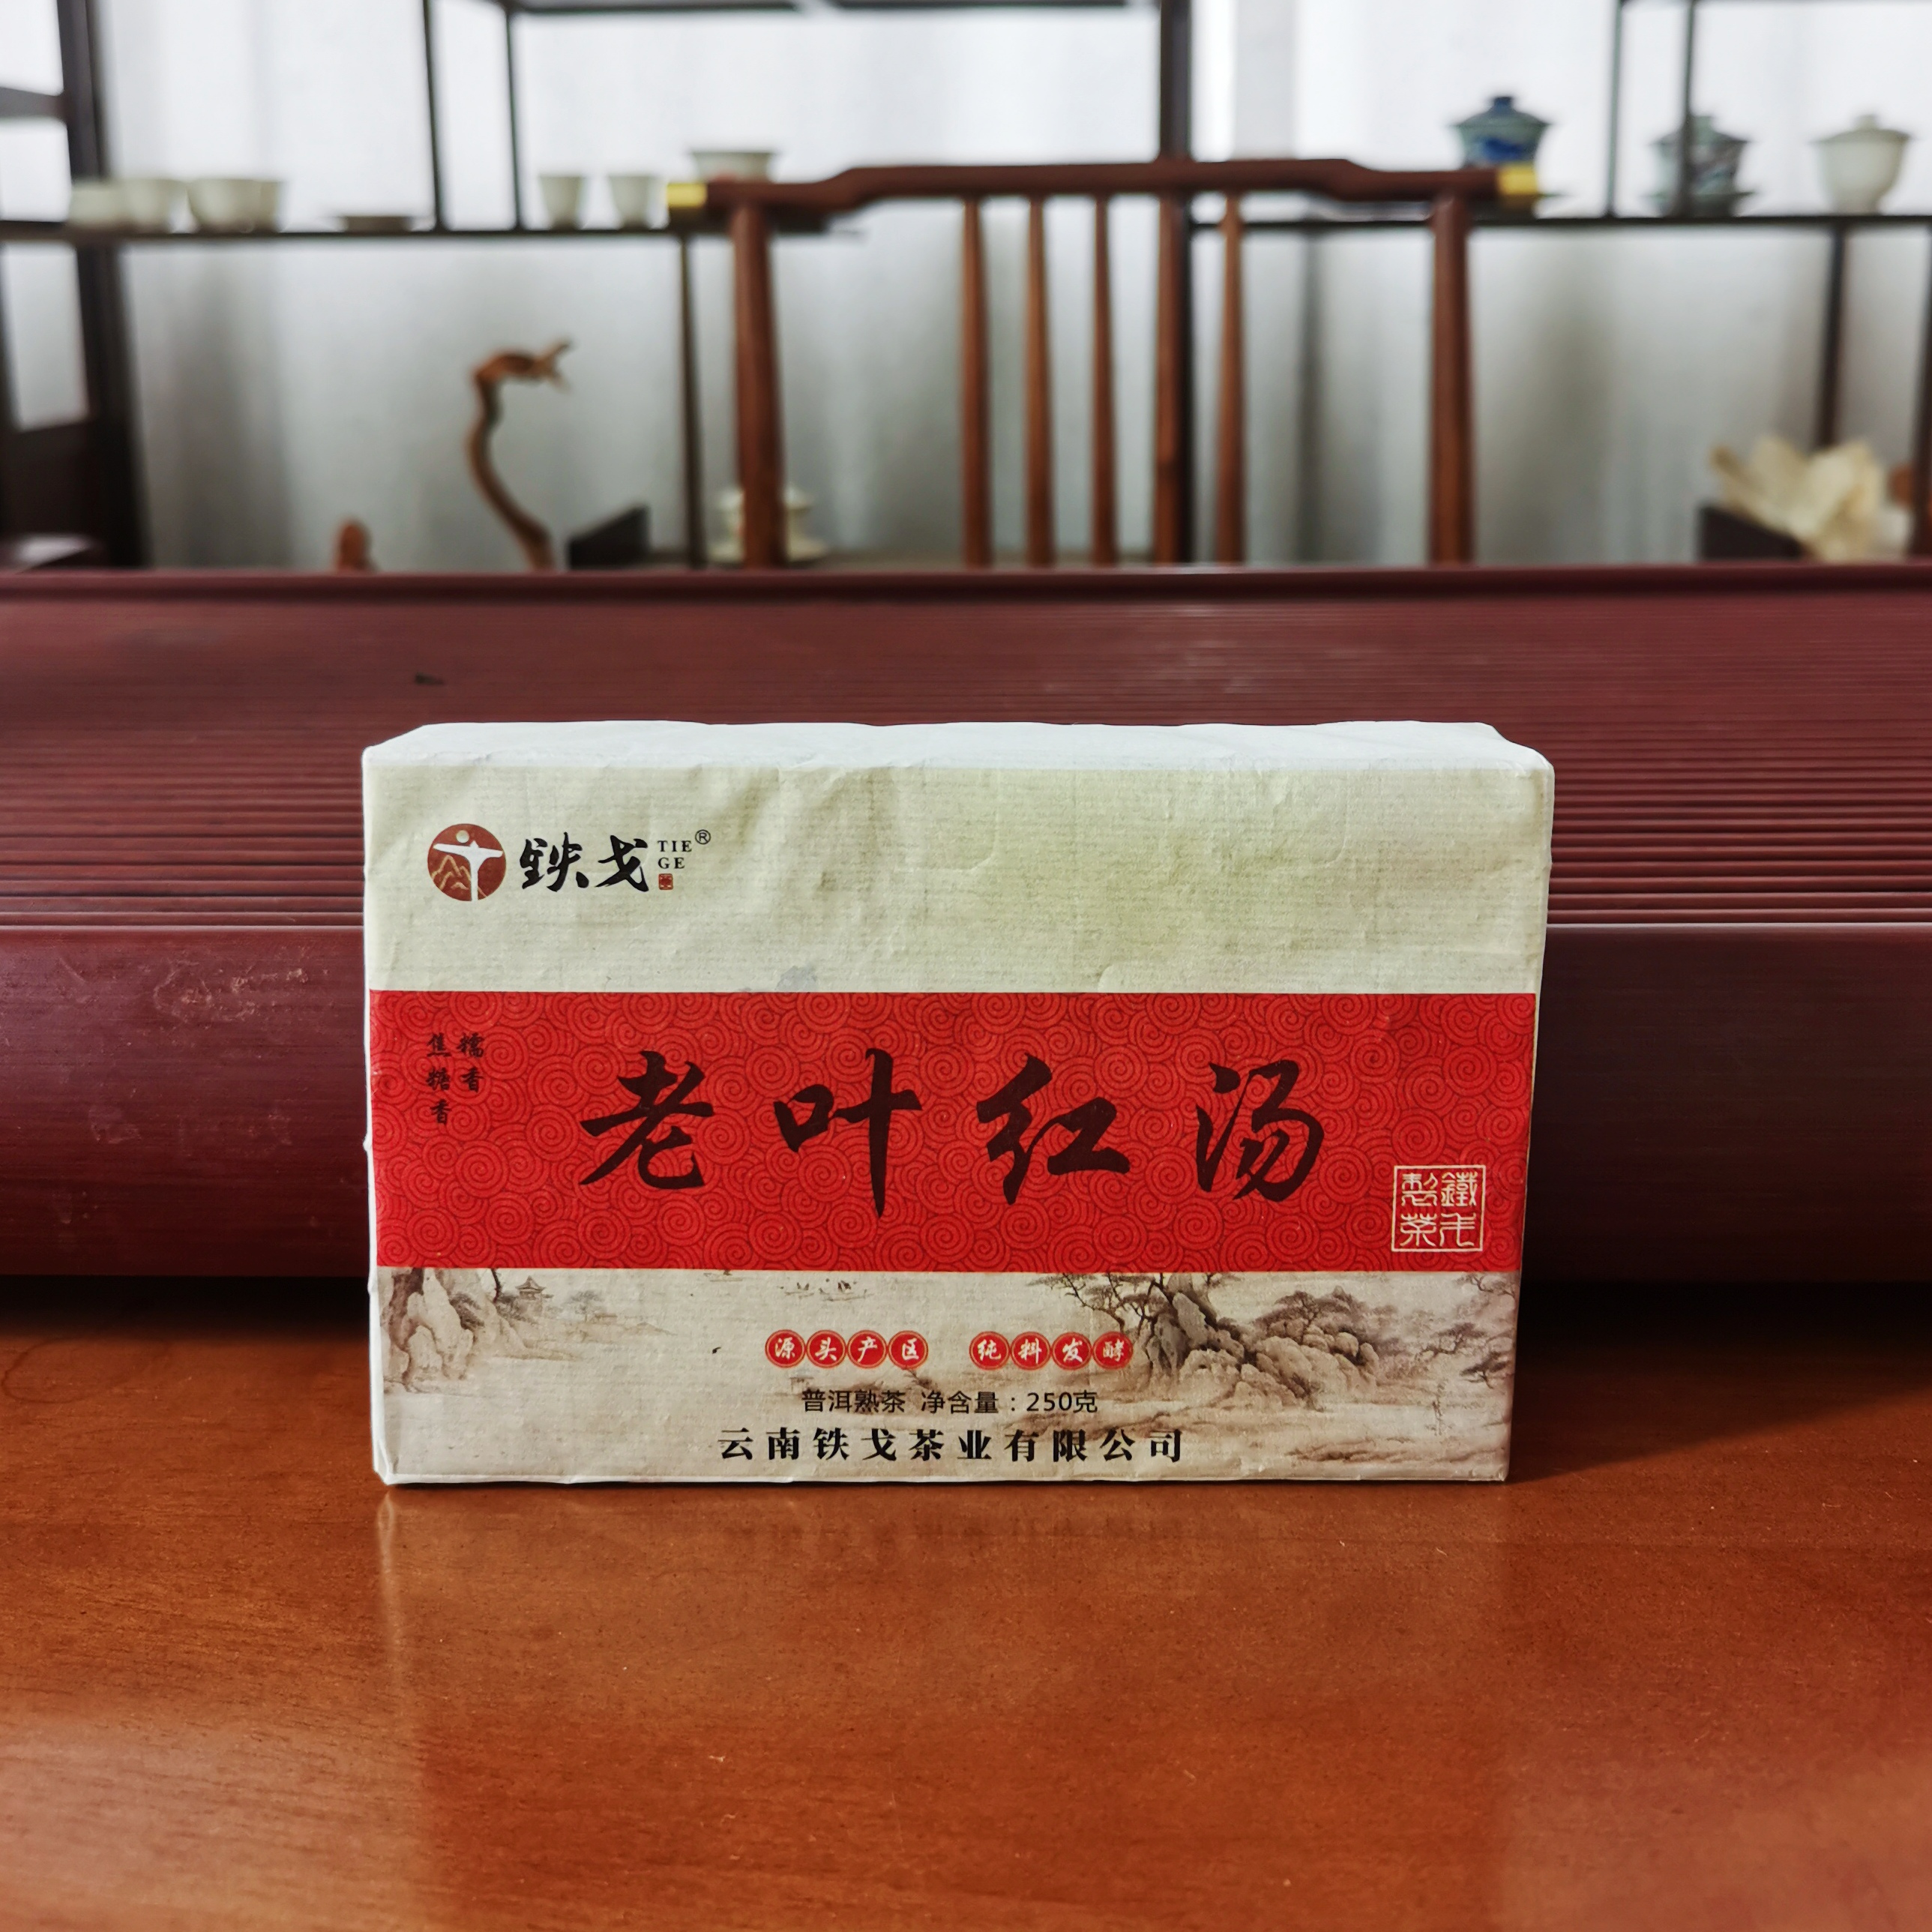 铁戈 TIE GE ®
糯香
焦糖香
老叶红汤
鐵戈
製茶
源头产区 纯料发酵
普洱熟茶 净含量：250克
云南铁戈茶业有限公司